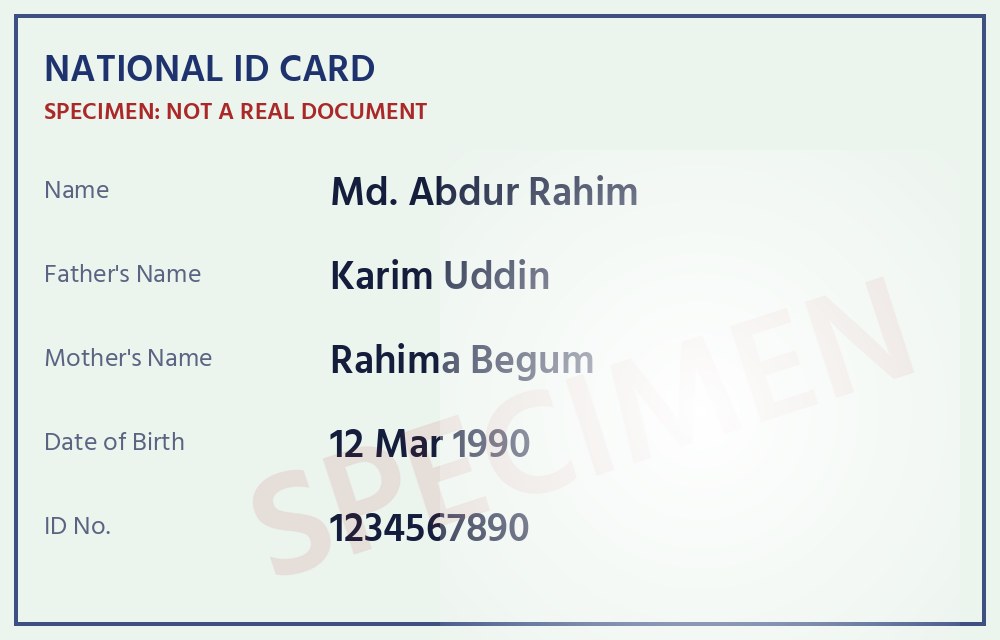 NATIONAL ID CARD
SPECIMEN: NOT A REAL DOCUMENT
Name Md. Abdur Rahim
Father's Name Karim Uddin
Mother's Name Rahima Begum
Date of Birth 12 Mar 1990
ID No. 1234567890
SPECIMEN